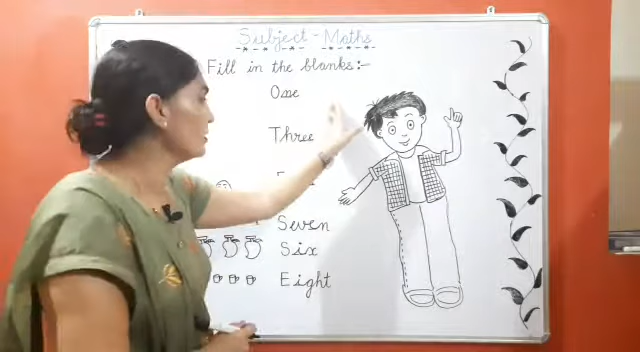 Subject - Maths
Fill in the blanks:-
One
Three
Seven
Six
Eight